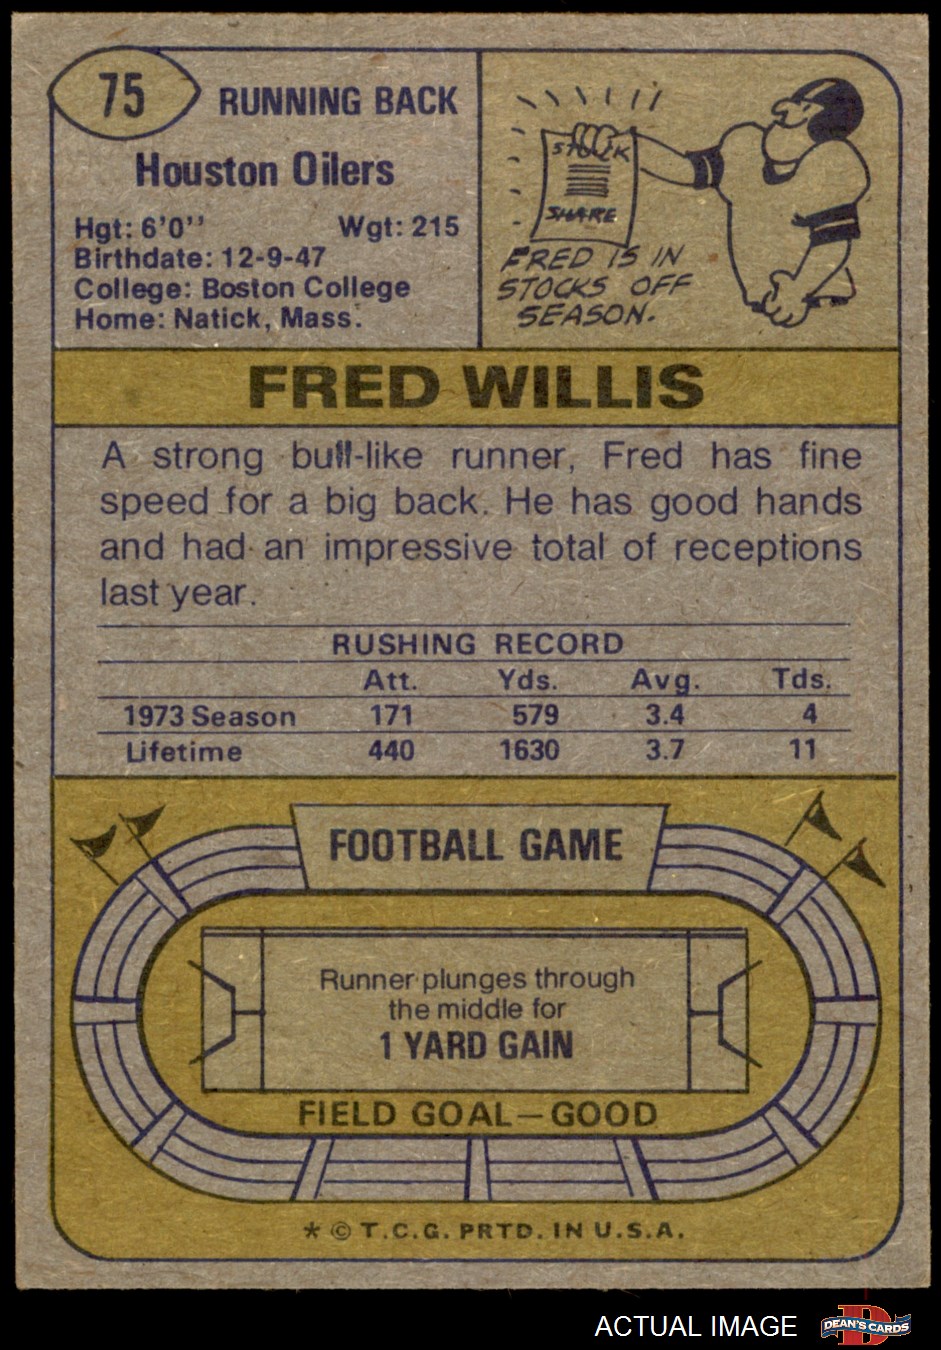 75
RUNNING BACK
Houston Oilers
Hgt: 6'0'' Wgt: 215
Birthdate: 12-9-47
College: Boston College
Home: Natick, Mass.
STOCK
SHARE
FRED IS IN
STOCKS OFF
SEASON.
FRED WILLIS
A strong bull-like runner, Fred has fine
speed for a big back. He has good hands
and had an impressive total of receptions
last year.
RUSHING RECORD
Att. Yds. Avg. Tds.
1973 Season 171 579 3.4 4
Lifetime 440 1630 3.7 11
FOOTBALL GAME
Runner plunges through
the middle for
1 YARD GAIN
FIELD GOAL—GOOD
* © T.C.G. PRTD. IN U.S.A.
ACTUAL IMAGE
D
DEAN'S CARDS